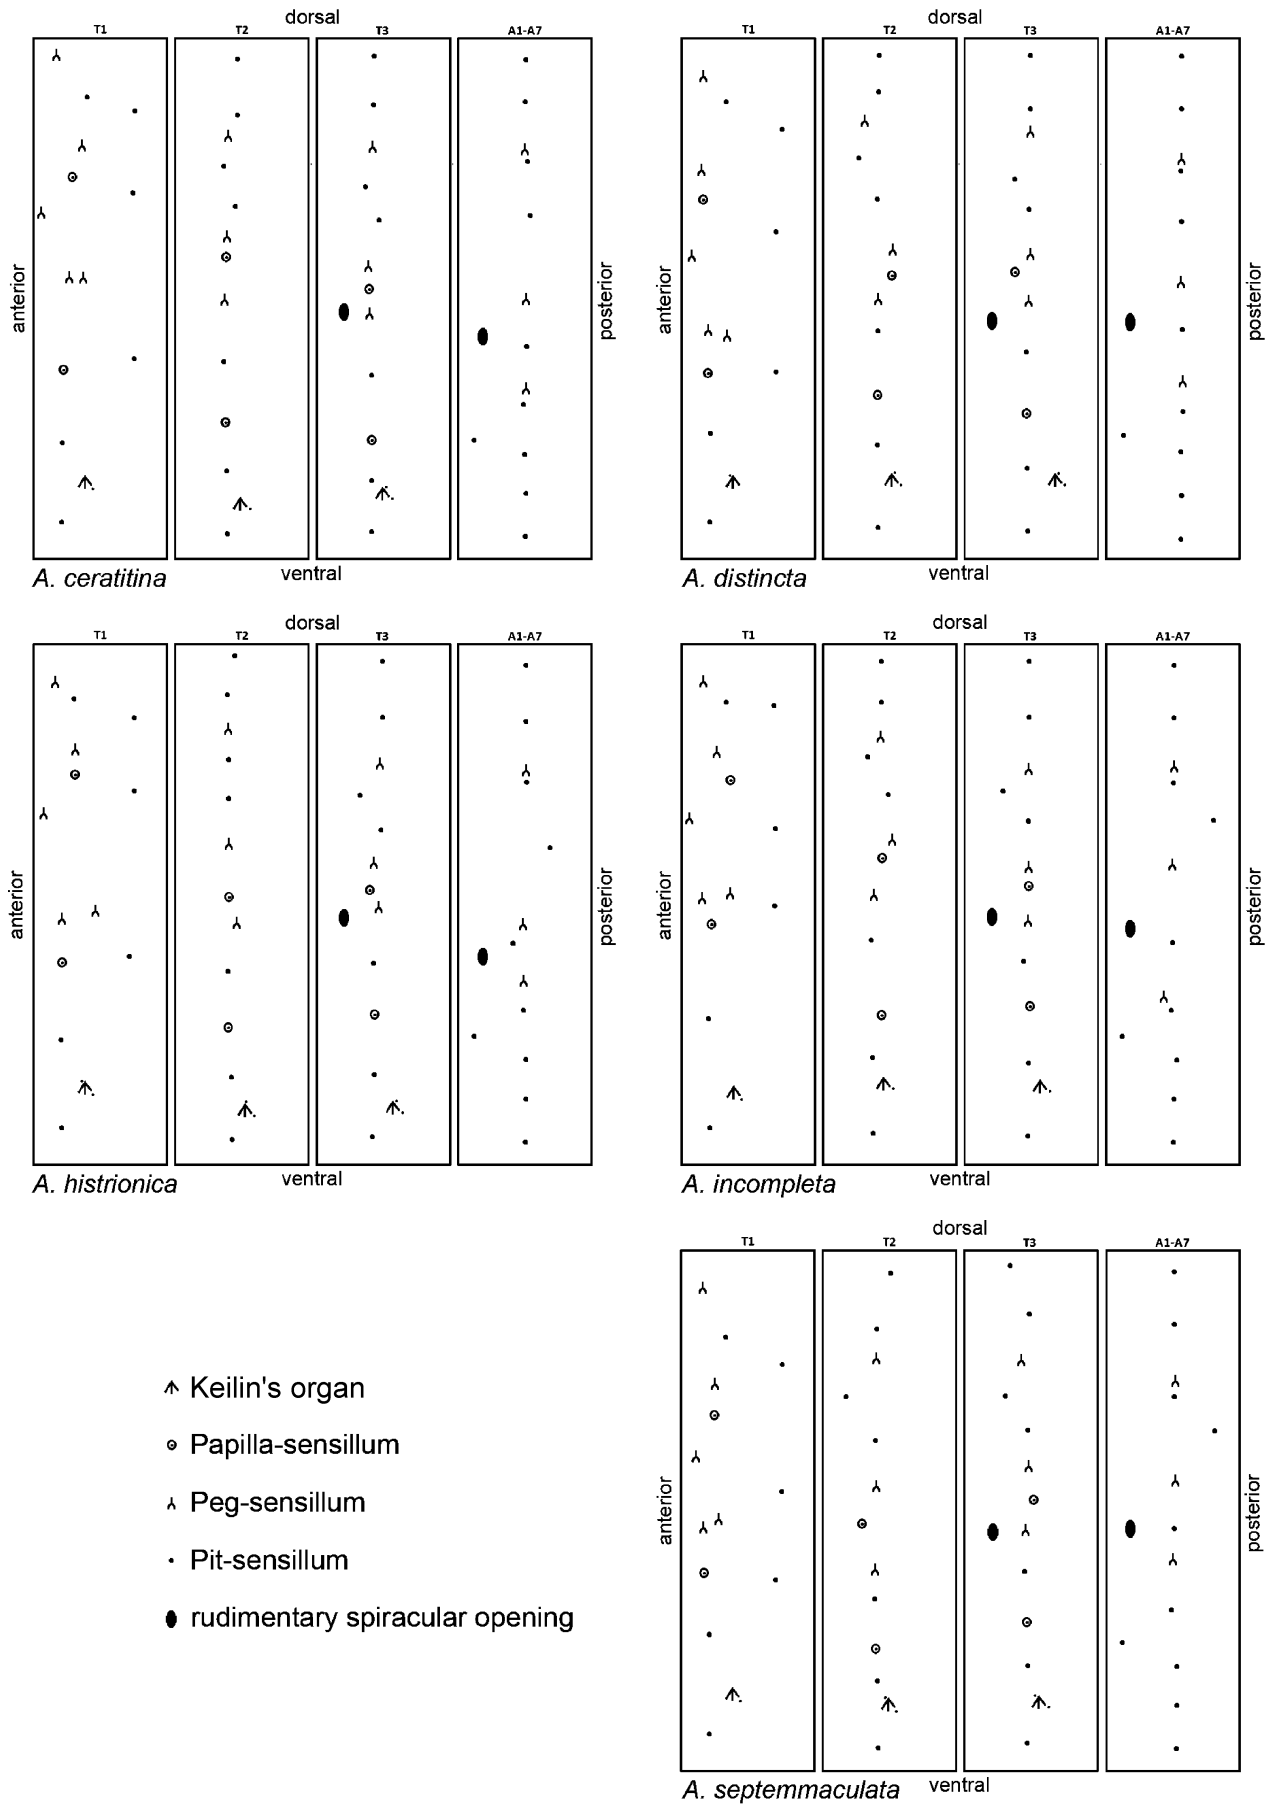 dorsal
T1 T2 T3 A1-A7
anterior
posterior
A. ceratitina
ventral
dorsal
T1 T2 T3 A1-A7
anterior
posterior
A. distincta
ventral
dorsal
T1 T2 T3 A1-A7
anterior
posterior
A. histrionica
ventral
dorsal
T1 T2 T3 A1-A7
anterior
posterior
A. incompleta
ventral
Keilin's organ
Papilla-sensillum
Peg-sensillum
Pit-sensillum
rudimentary spiracular opening
dorsal
T1 T2 T3 A1-A7
anterior
posterior
A. septemmaculata
ventral